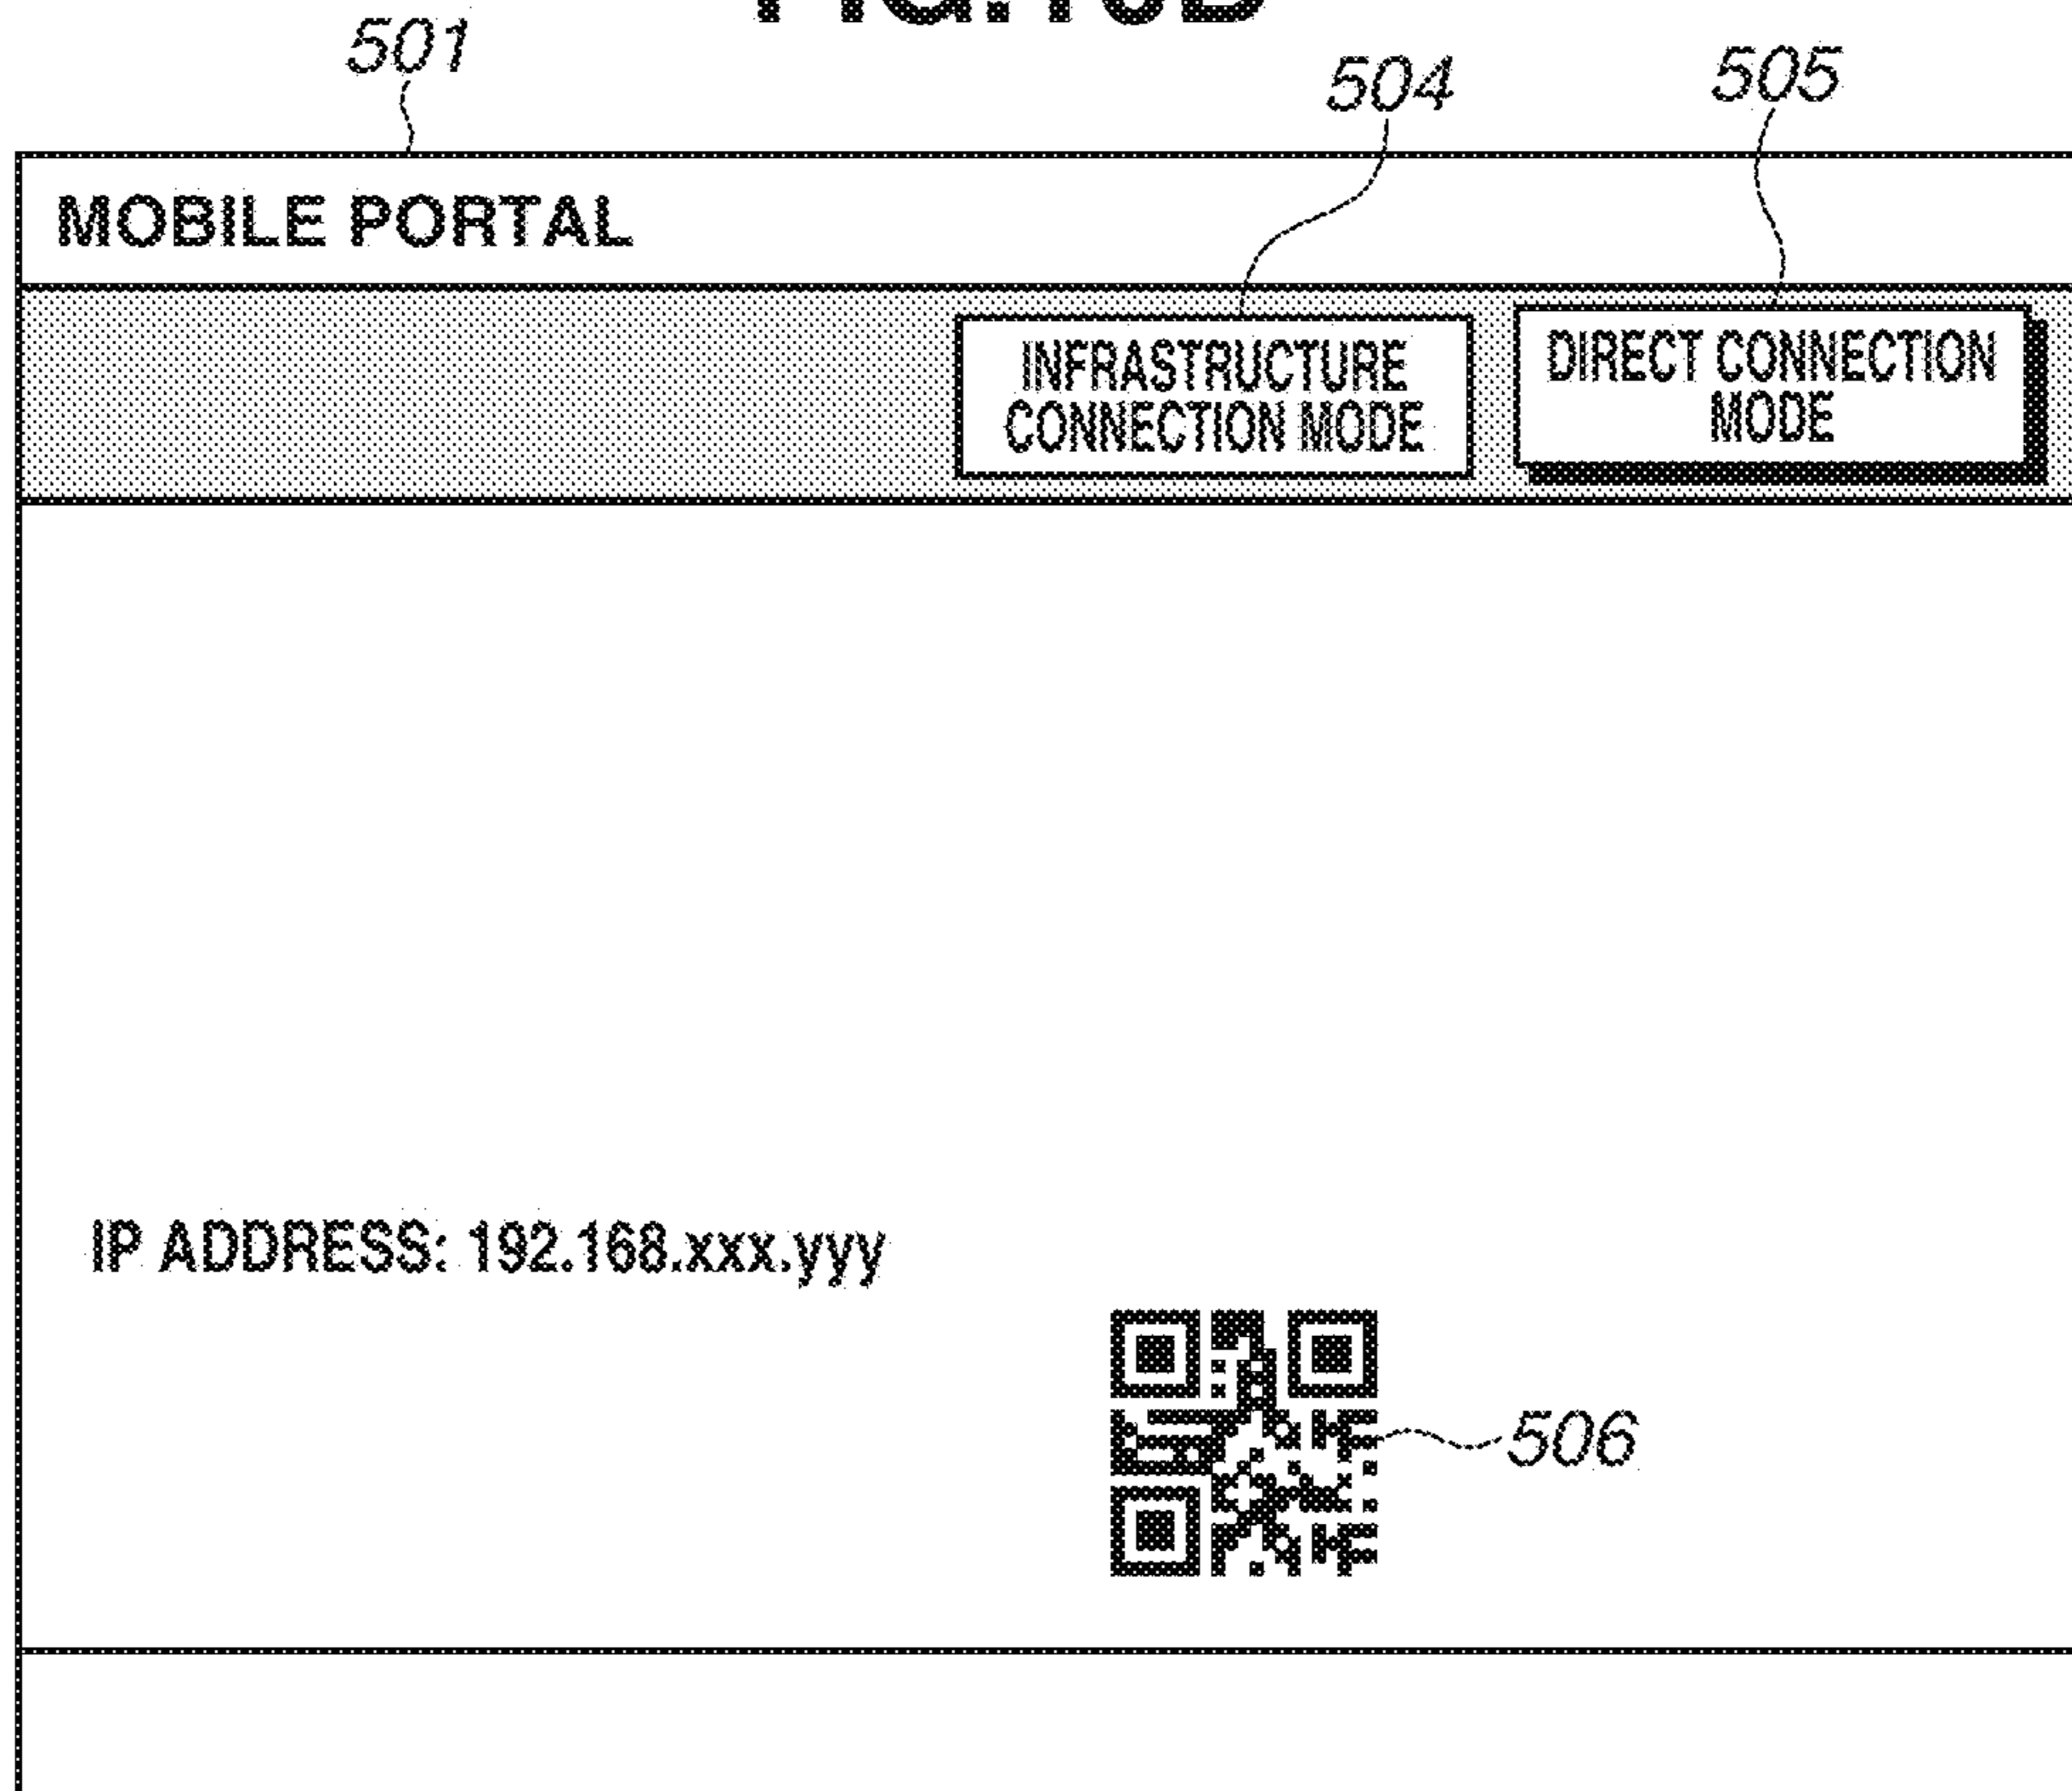 501
504
505
MOBILE PORTAL
INFRASTRUCTURE
CONNECTION MODE
DIRECT CONNECTION
MODE
IP ADDRESS: 192.168.xxx.yyy
506